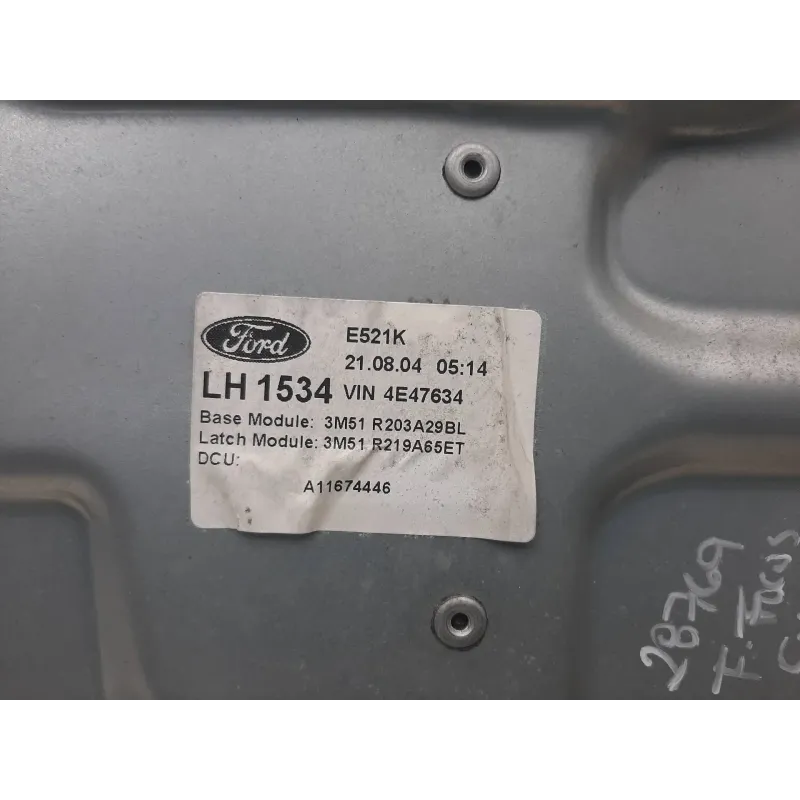 Ford
E521K
21.08.04 05:14
LH 1534 VIN 4E47634
Base Module: 3M51 R203A29BL
Latch Module: 3M51 R219A65ET
DCU:
A11674446
28769
F. Focus